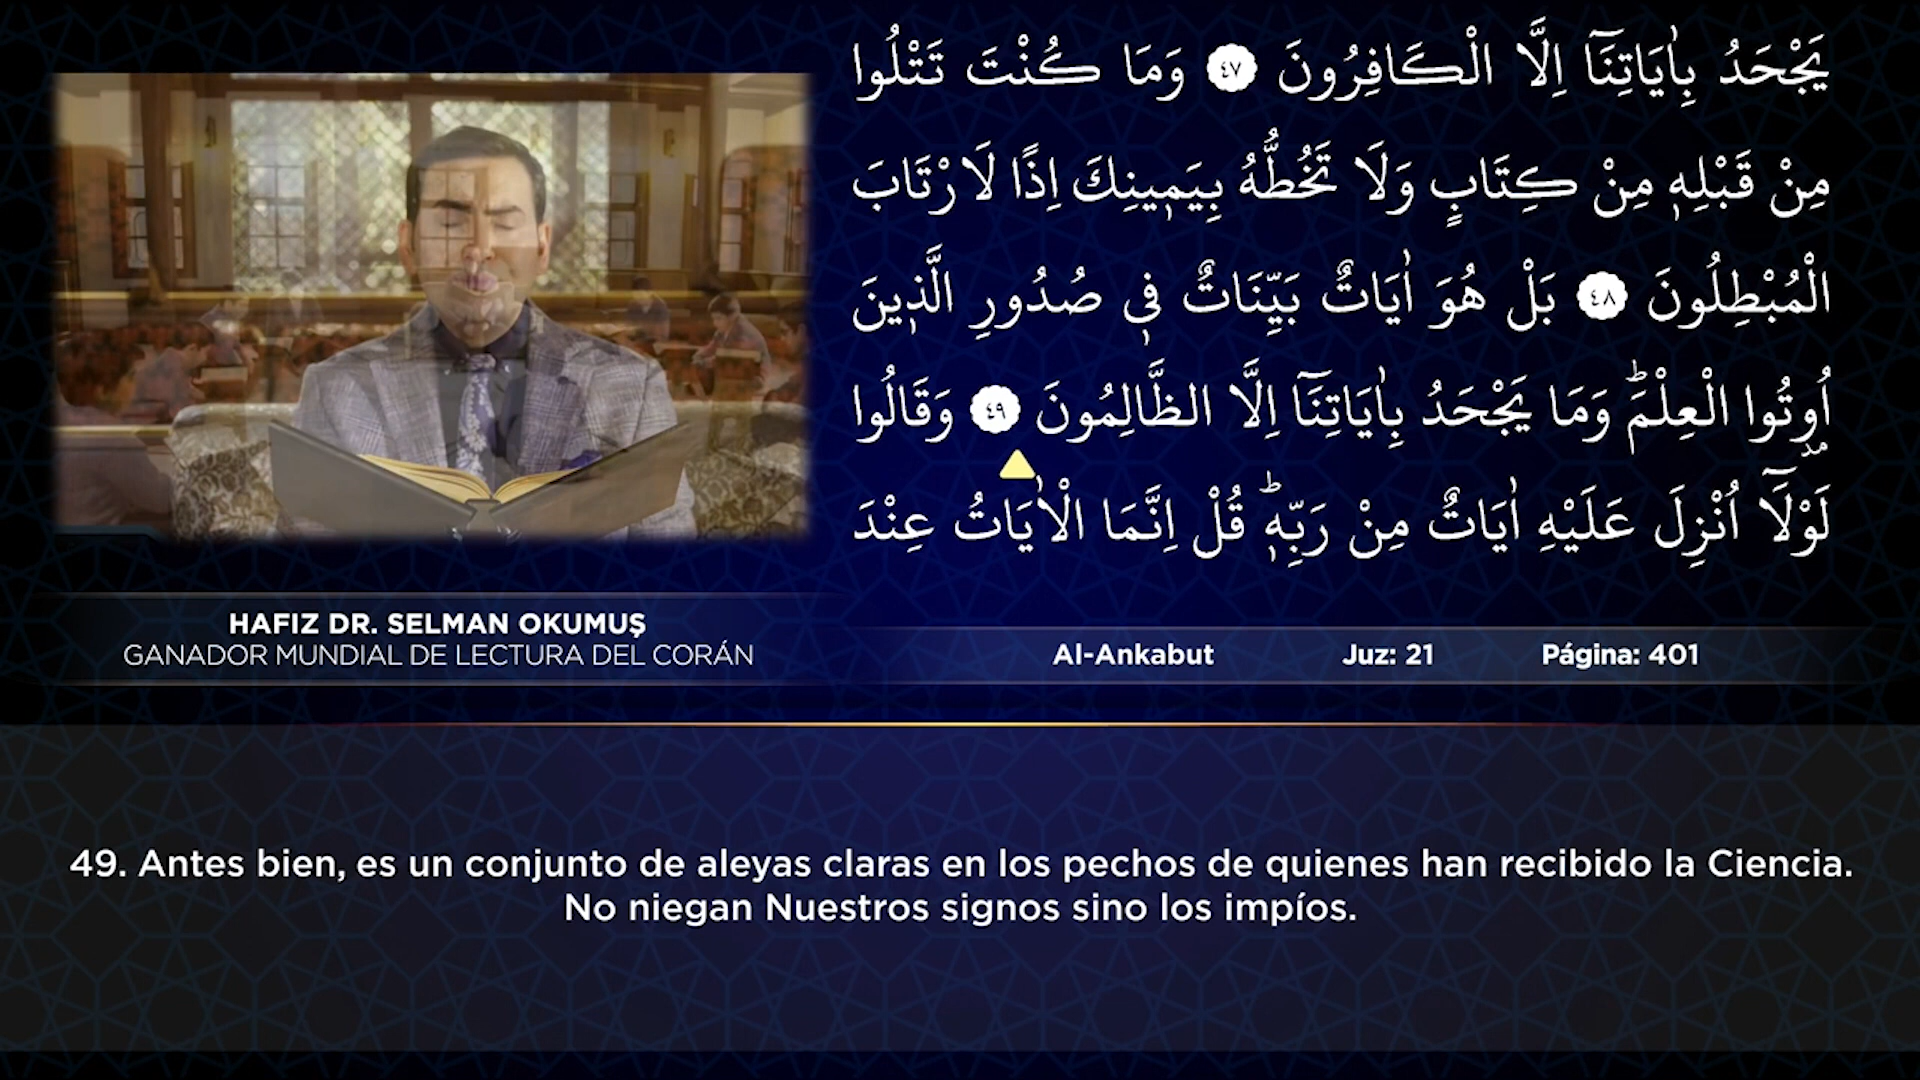 يَجْحَدُ بِاٰيَاتِنَٓا اِلَّا الْكَافِرُونَ ٤٧ وَمَا كُنْتَ تَتْلُوا
مِنْ قَبْلِه۪ مِنْ كِتَابٍ وَلَا تَخُطُّهُ بِيَم۪ينِكَ اِذًا لَارْتَابَ
الْمُبْطِلُونَ ٤٨ بَلْ هُوَ اٰيَاتٌ بَيِّنَاتٌ ف۪ي صُدُورِ الَّذ۪ينَ
اُو۫تُوا الْعِلْمَۜ وَمَا يَجْحَدُ بِاٰيَاتِنَٓا اِلَّا الظَّالِمُونَ ٤٩ وَقَالُوا
لَوْلَٓا اُنْزِلَ عَلَيْهِ اٰيَاتٌ مِنْ رَبِّه۪ۜ قُلْ اِنَّمَا الْاٰيَاتُ عِنْدَ
HAFIZ DR. SELMAN OKUMUŞ
GANADOR MUNDIAL DE LECTURA DEL CORÁN
Al-Ankabut Juz: 21 Página: 401
49. Antes bien, es un conjunto de aleyas claras en los pechos de quienes han recibido la Ciencia.
No niegan Nuestros signos sino los impíos.